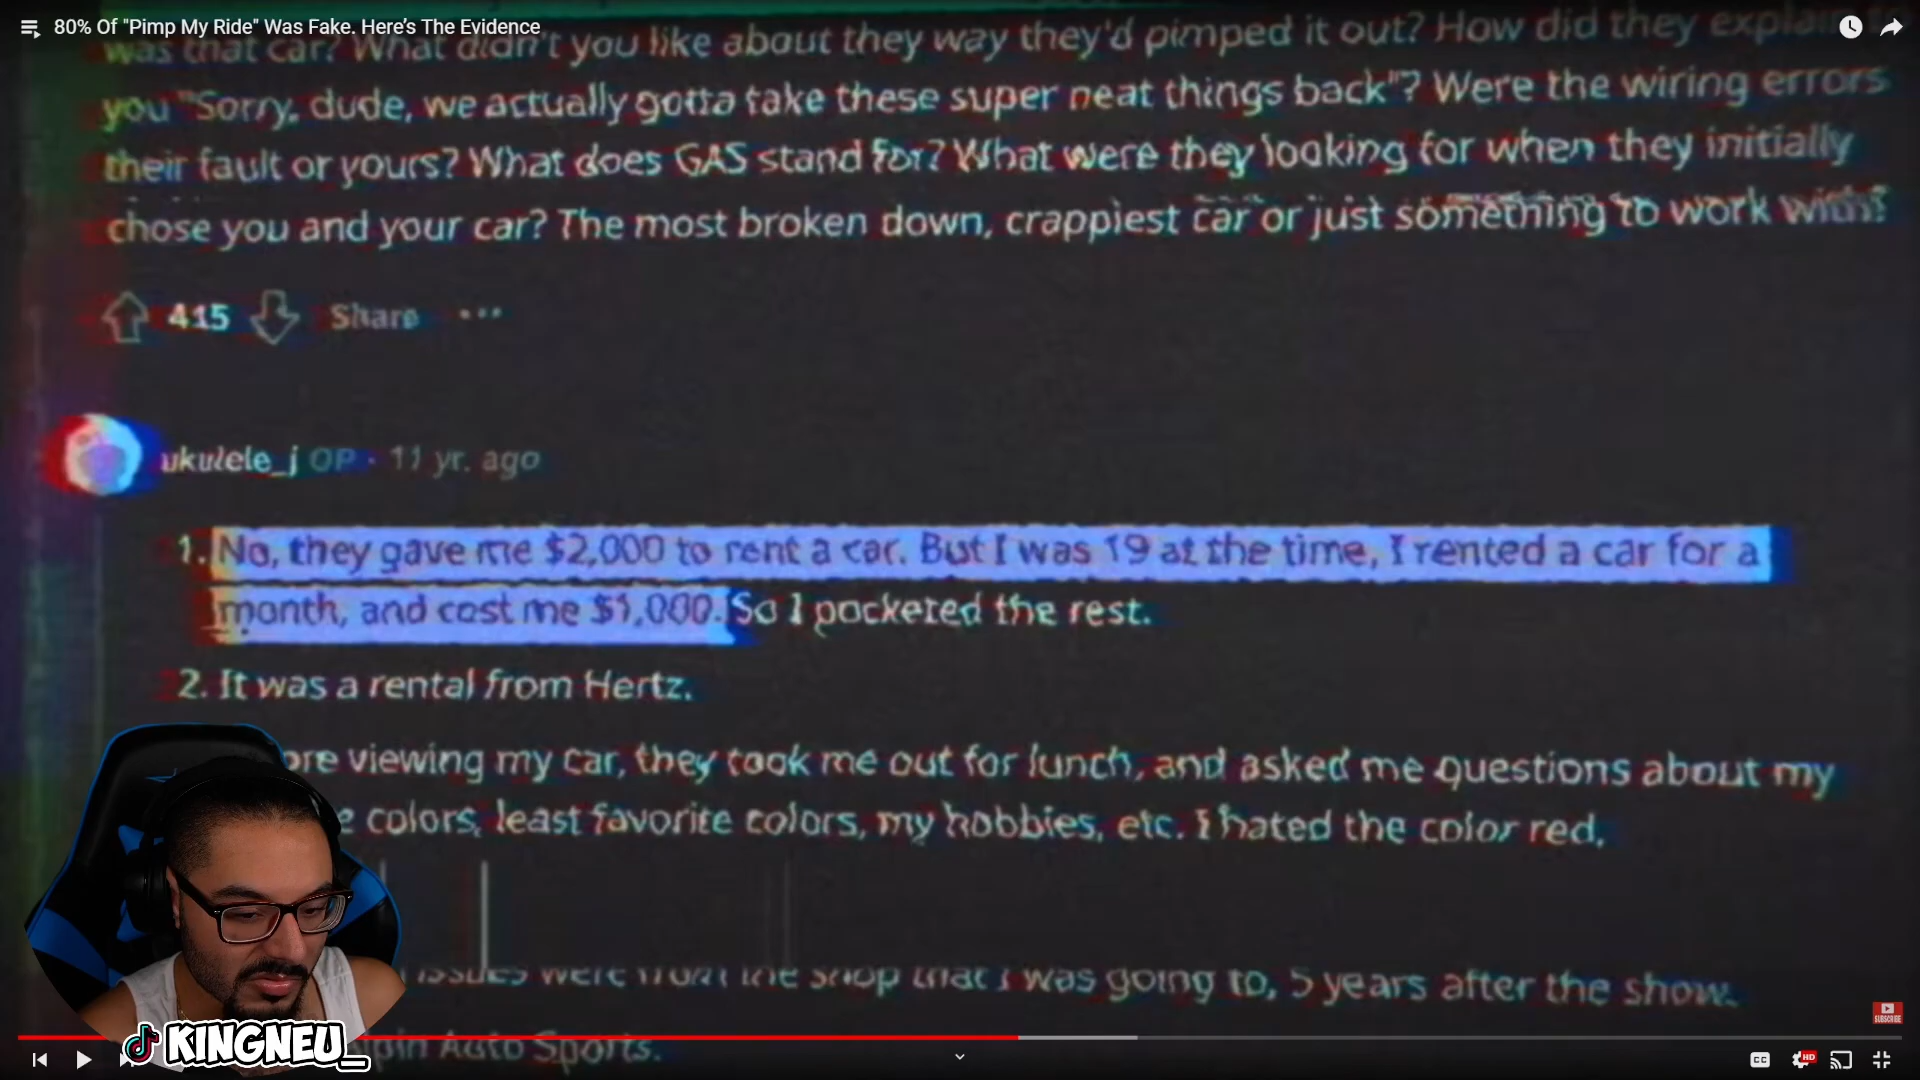 80% Of "Pimp My Ride" Was Fake. Here's The Evidence
was that car? What didn't you like about they way they'd pimped it out? How did they explain to
you "Sorry, dude, we actually gotta take these super neat things back"? Were the wiring errors
their fault or yours? What does GAS stand for? What were they looking for when they initially
chose you and your car? The most broken down, crappiest car or just something to work with?
415 Share ...
ukulele_j OP · 11 yr. ago
1. No, they gave me $2,000 to rent a car. But I was 19 at the time, I rented a car for a
month, and cost me $1,000. So I pocketed the rest.
2. It was a rental from Hertz.
ore viewing my car, they took me out for lunch, and asked me questions about my
e colors, least favorite colors, my hobbies, etc. I hated the color red,
issues were from the shop that I was going to, 5 years after the show.
pin Auto Sports.
KINGNEU_
SUBSCRIBE
CC
HD